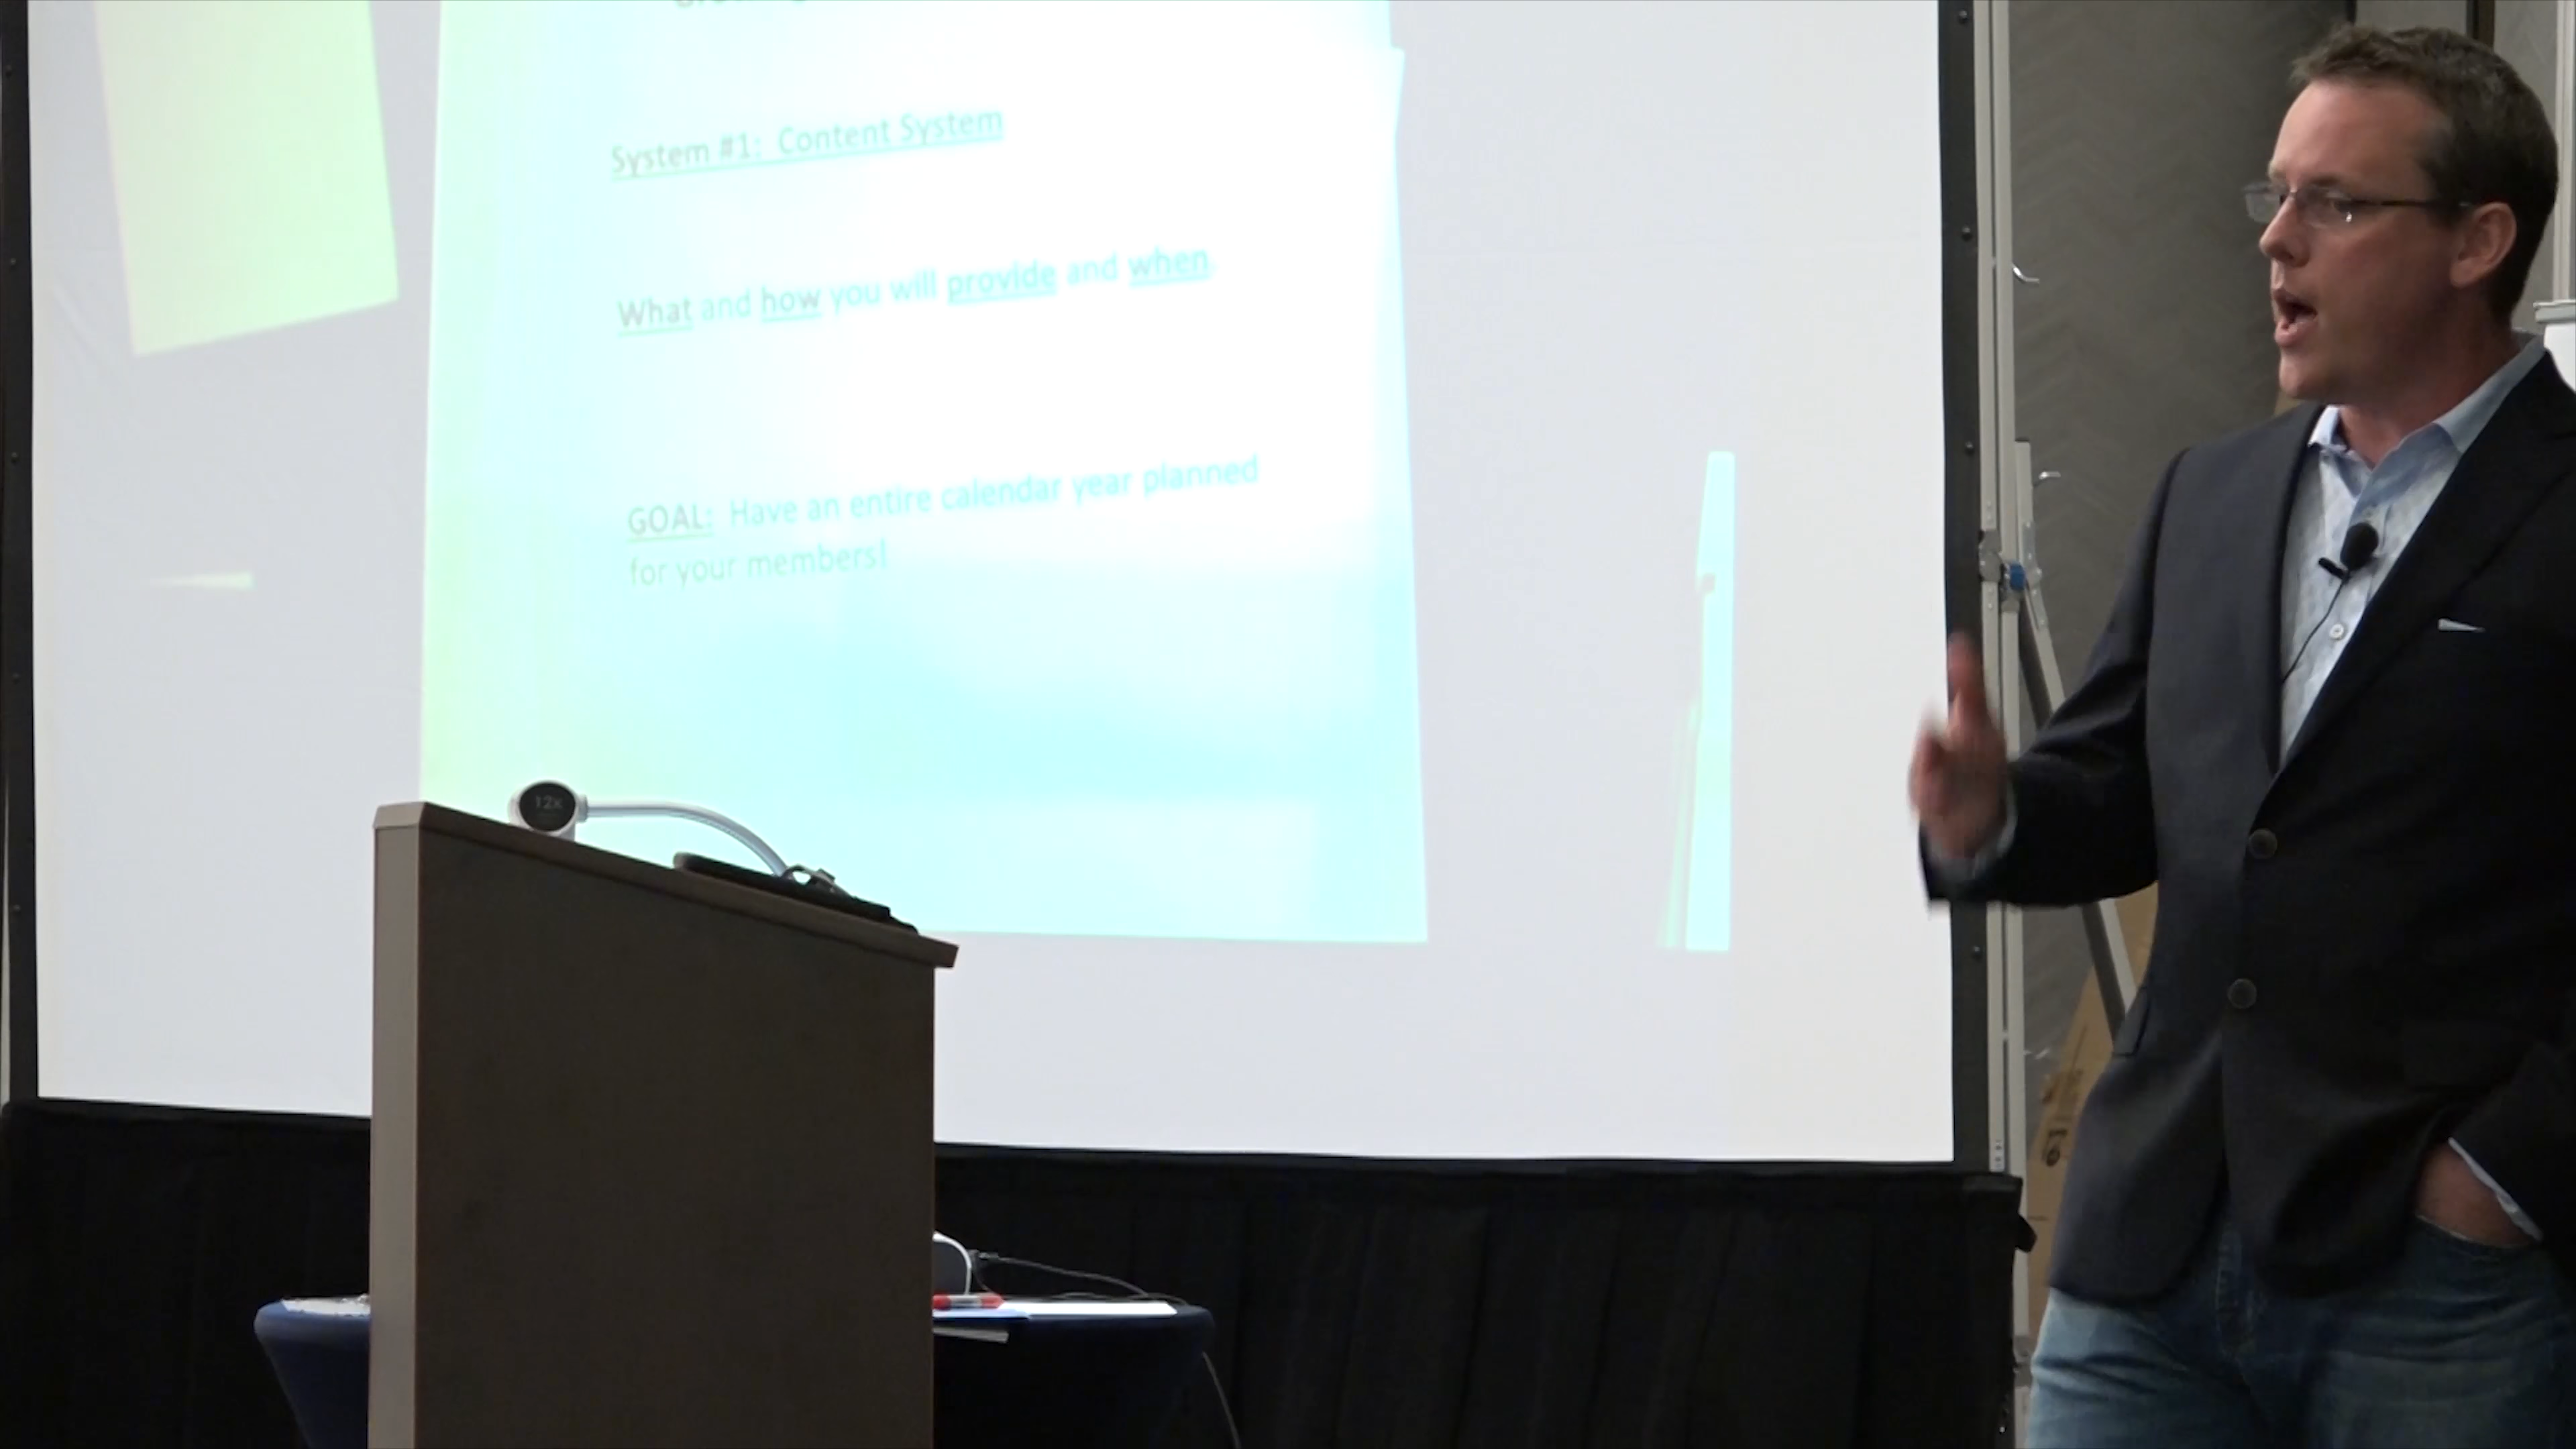 System #1: Content System
What and how you will provide and when
GOAL: Have an entire calendar year planned
for your members!
12x